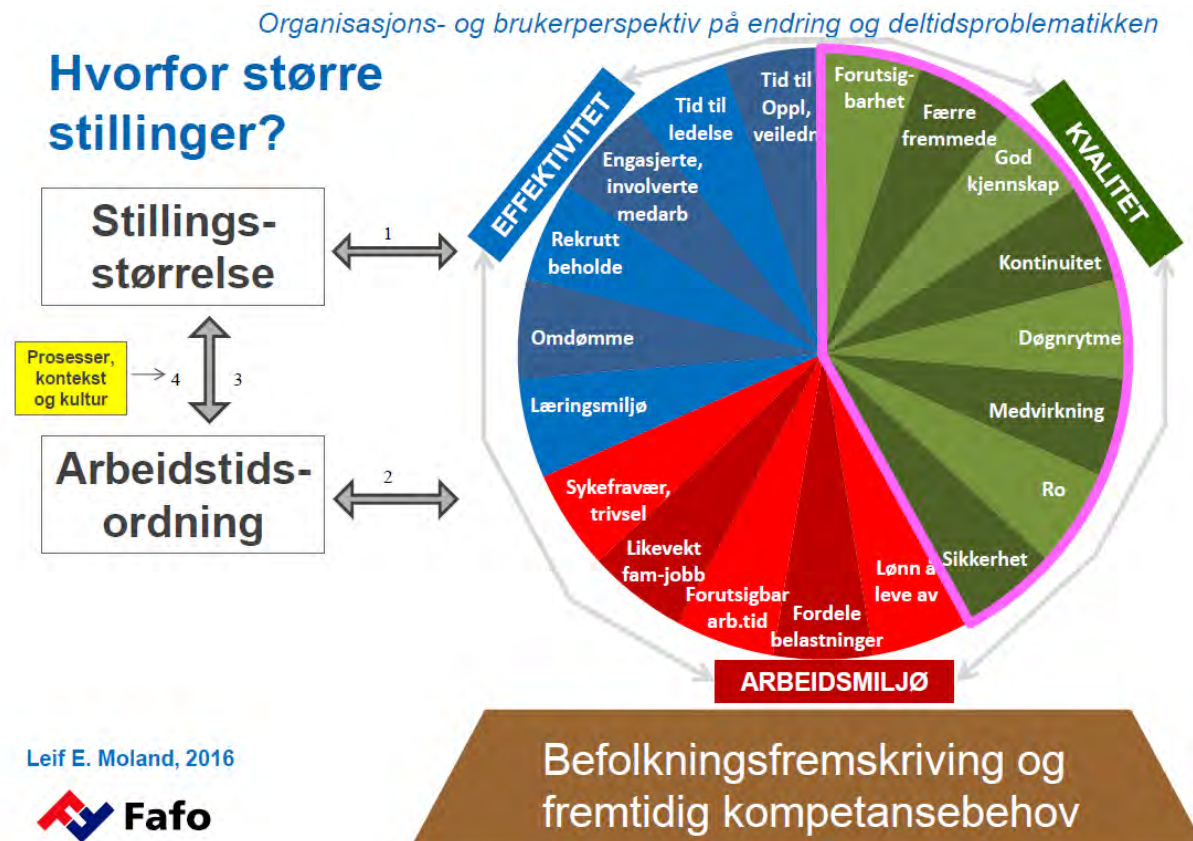 Organisasjons- og brukerperspektiv på endring og deltidsproblematikken
Hvorfor større
stillinger?
Stillings-
størrelse
1
Prosesser,
kontekst
og kultur
4
3
Arbeidstids-
ordning
2
EFFEKTIVITET
Tid til
Oppl,
veiledn
Tid til
ledelse
Engasjerte,
involverte
medarb
Rekrutt
beholde
Omdømme
Læringsmiljø
KVALITET
Forutsig-
barhet
Færre
fremmede
God
kjennskap
Kontinuitet
Døgnrytme
Medvirkning
Ro
Sikkerhet
Sykefravær,
trivsel
Likevekt
fam-jobb
Forutsigbar
arb.tid
Fordele
belastninger
Lønn å
leve av
ARBEIDSMILJØ
Befolkningsfremskriving og
fremtidig kompetansebehov
Leif E. Moland, 2016
Fafo